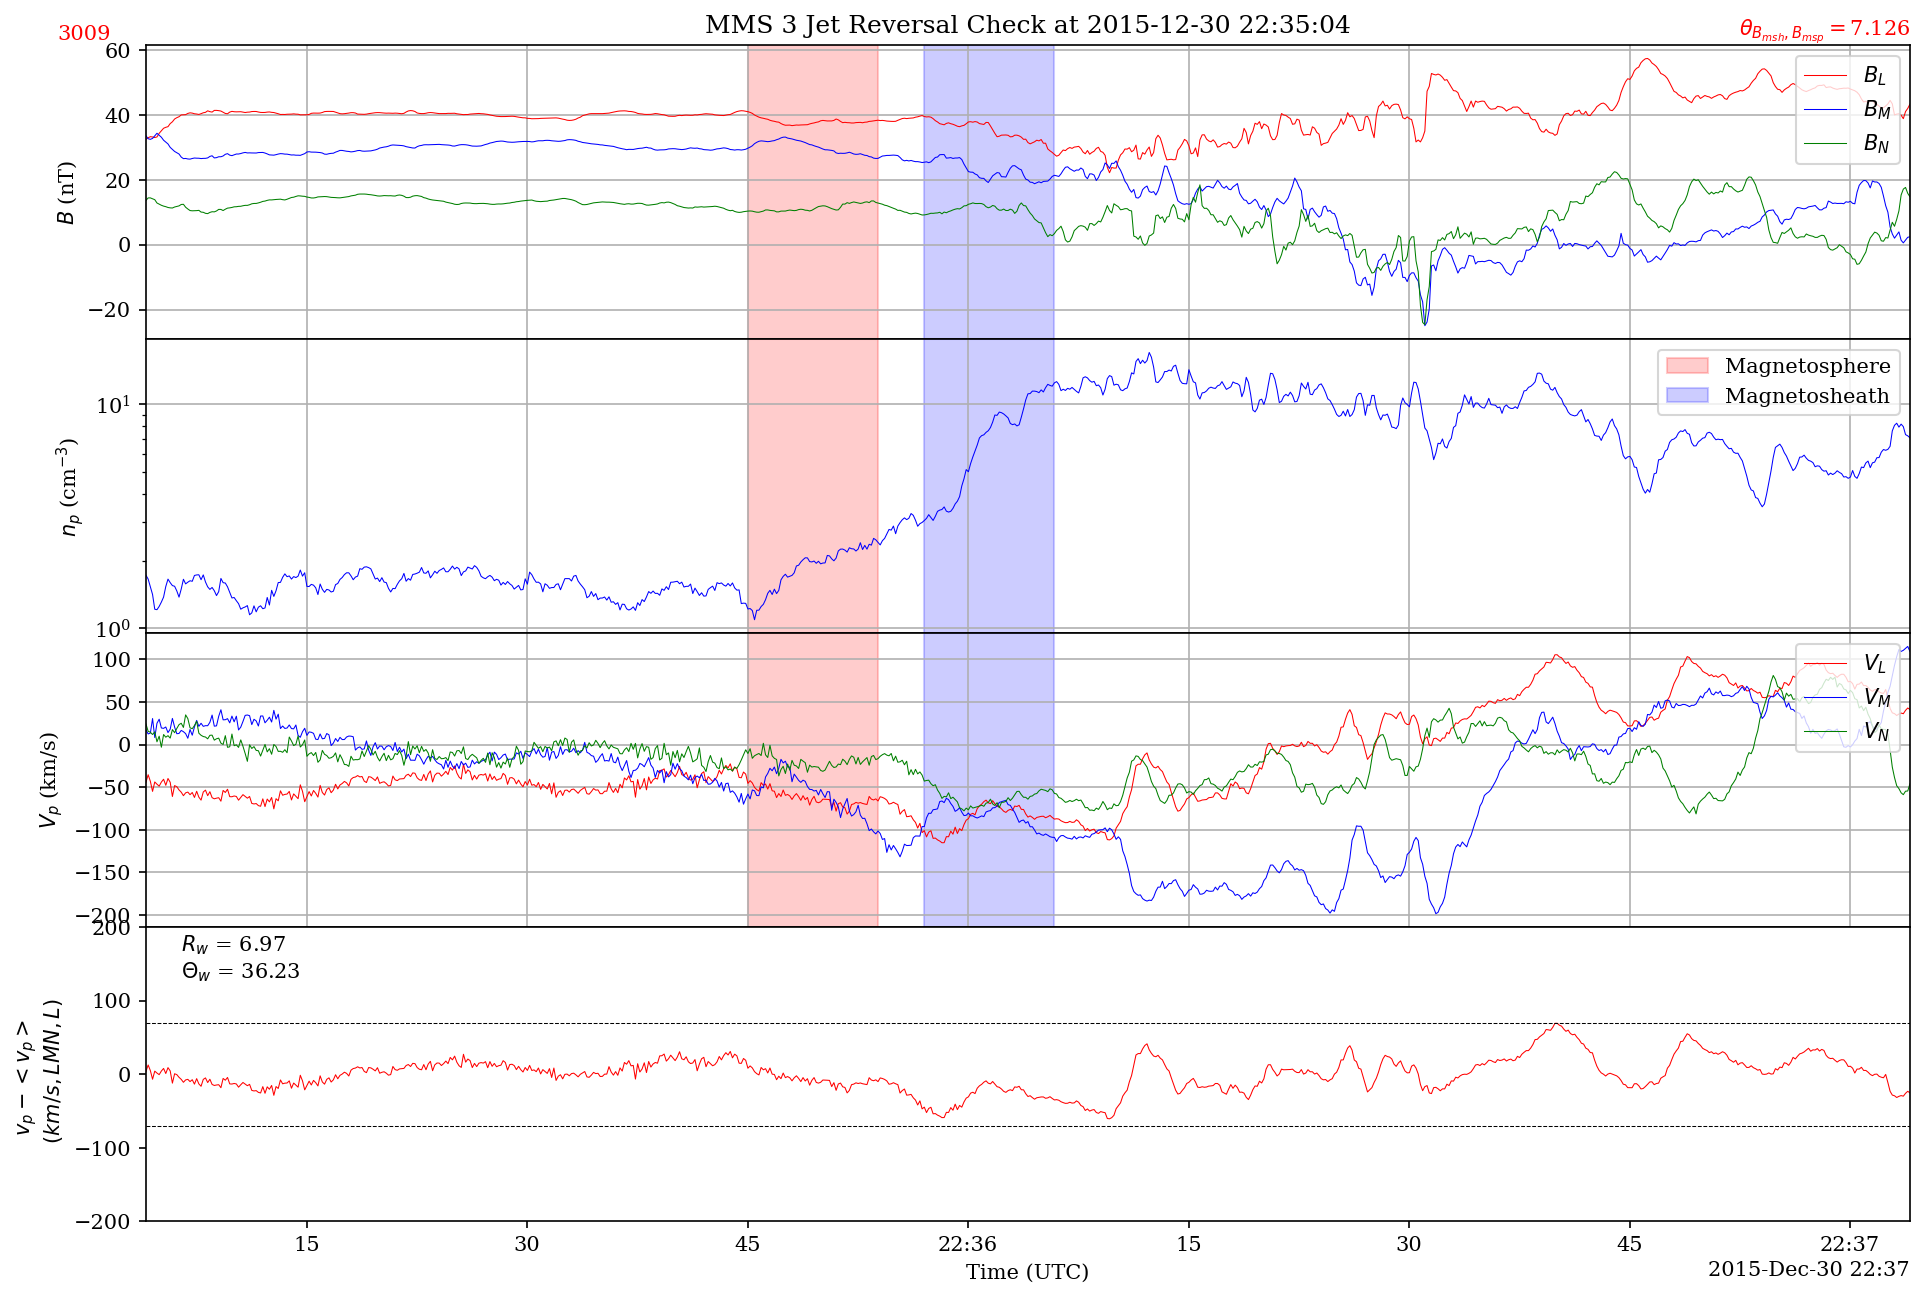 MMS 3 Jet Reversal Check at 2015-12-30 22:35:04
3009
θ_{B_{msh}, B_{msp}} = 7.126
60
40
20
0
−20
B (nT)
B_L
B_M
B_N
10^1
10^0
n_p (cm^{−3})
Magnetosphere
Magnetosheath
100
50
0
−50
−100
−150
−200
V_p (km/s)
V_L
V_M
V_N
200
100
0
−100
−200
v_p − <v_p>
(km/s, LMN, L)
R_w = 6.97
Θ_w = 36.23
15 30 45 22:36 15 30 45 22:37
Time (UTC)
2015-Dec-30 22:37